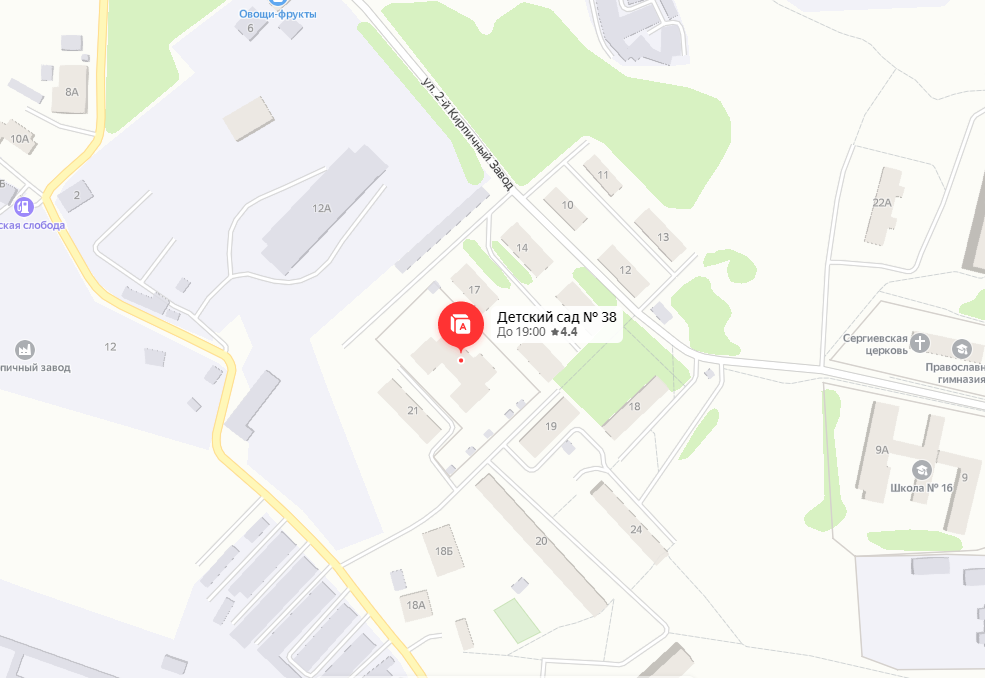 Овощи-фрукты
6
8А
10А
Б
2
ская слобода
12А
ул. 2-й Кирпичный Завод
11
10
13
14
12
17
22А
Детский сад № 38
До 19:00 ★4.4
Сергиевская
церковь
Православн
гимназия
12
пичный завод
21
19
18
9А
9
Школа № 16
24
20
18Б
18А